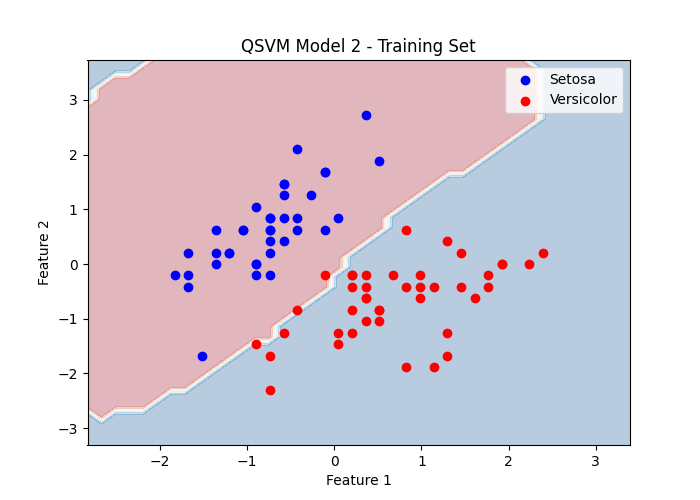 QSVM Model 2 - Training Set
Setosa
Versicolor
Feature 2
3
2
1
0
−1
−2
−3
−2
−1
0
1
2
3
Feature 1